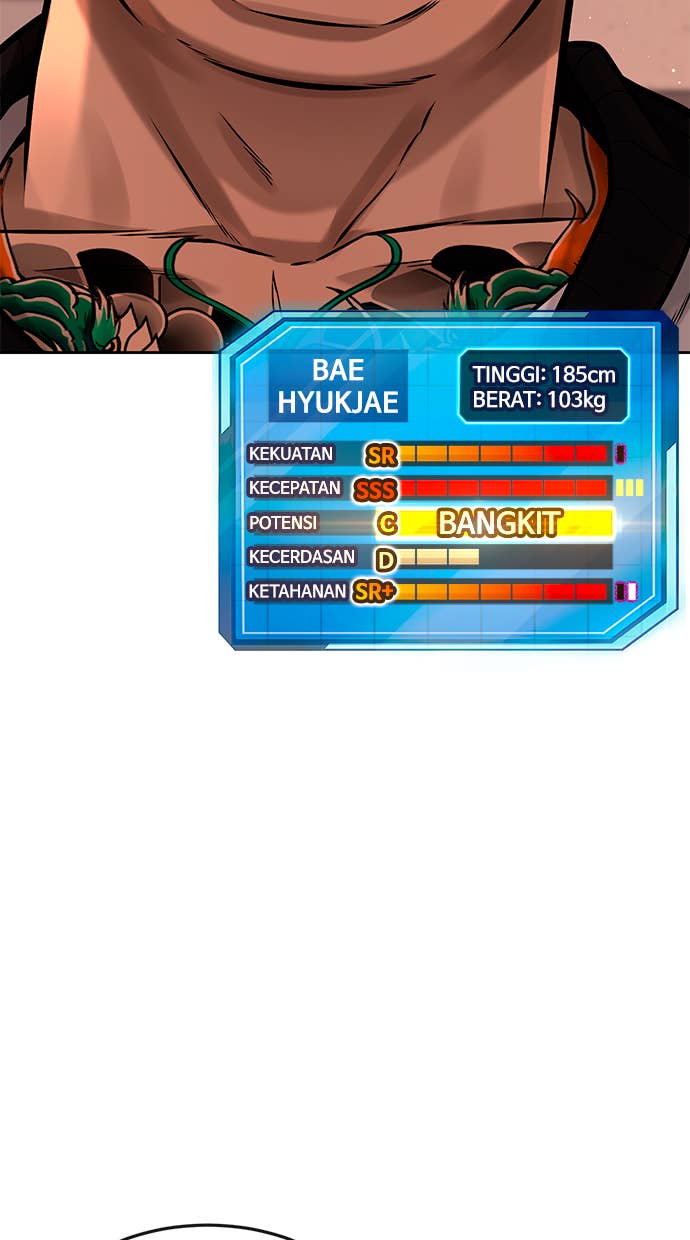 BAE
HYUKJAE
TINGGI: 185cm
BERAT: 103kg
KEKUATAN SR
KECEPATAN SSS
POTENSI C BANGKIT
KECERDASAN D
KETAHANAN SR+